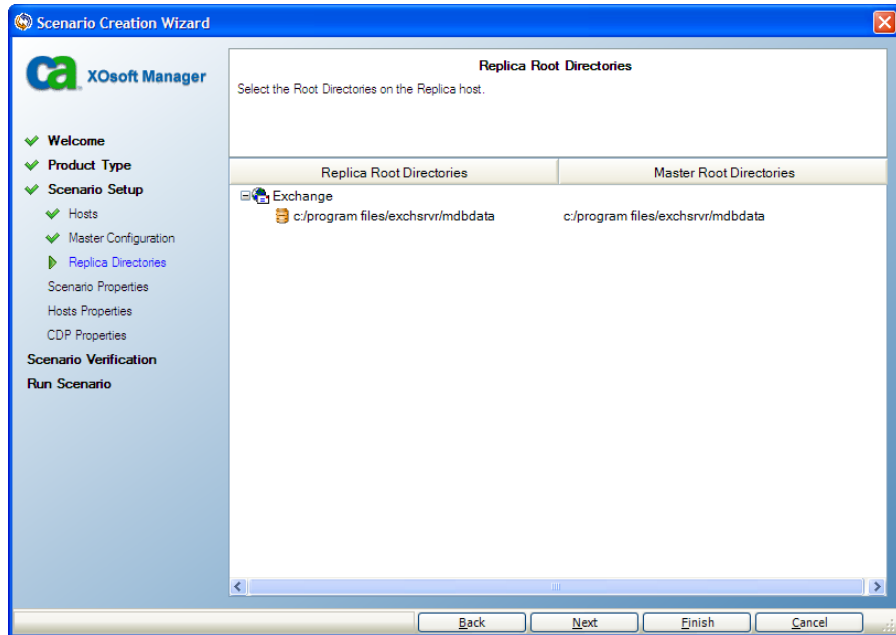 Scenario Creation Wizard
ca
XOsoft Manager
Welcome
Product Type
Scenario Setup
Hosts
Master Configuration
Replica Directories
Scenario Properties
Hosts Properties
CDP Properties
Scenario Verification
Run Scenario
Replica Root Directories
Select the Root Directories on the Replica host.
Replica Root Directories Master Root Directories
Exchange
c:/program files/exchsrvr/mdbdata c:/program files/exchsrvr/mdbdata
Back Next Finish Cancel